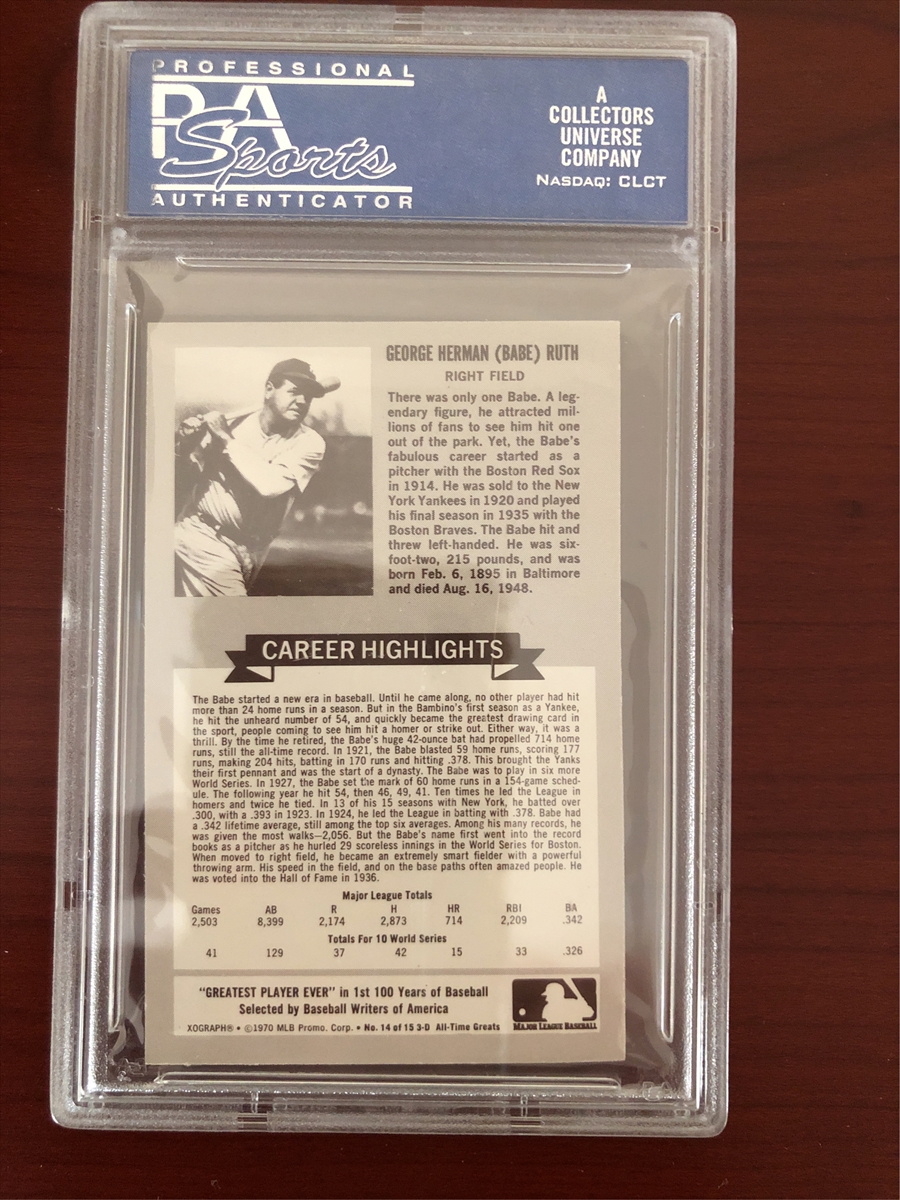 PROFESSIONAL
PSA
Sports
AUTHENTICATOR
A
COLLECTORS
UNIVERSE
COMPANY
NASDAQ: CLCT
GEORGE HERMAN (BABE) RUTH
RIGHT FIELD
There was only one Babe. A leg-
endary figure, he attracted mil-
lions of fans to see him hit one
out of the park. Yet, the Babe's
fabulous career started as a
pitcher with the Boston Red Sox
in 1914. He was sold to the New
York Yankees in 1920 and played
his final season in 1935 with the
Boston Braves. The Babe hit and
threw left-handed. He was six-
foot-two, 215 pounds, and was
born Feb. 6, 1895 in Baltimore
and died Aug. 16, 1948.
CAREER HIGHLIGHTS
The Babe started a new era in baseball. Until he came along, no other player had hit
more than 24 home runs in a season. But in the Bambino's first season as a Yankee,
he hit the unheard number of 54, and quickly became the greatest drawing card in
the sport, people coming to see him hit a homer or strike out. Either way, it was a
thrill. By the time he retired, the Babe's huge 42-ounce bat had propelled 714 home
runs, still the all-time record. In 1921, the Babe blasted 59 home runs, scoring 177
runs, making 204 hits, batting in 170 runs and hitting .378. This brought the Yanks
their first pennant and was the start of a dynasty. The Babe was to play in six more
World Series. In 1927, the Babe set the mark of 60 home runs in a 154-game sched-
ule. The following year he hit 54, then 46, 49, 41. Ten times he led the League in
homers and twice he tied. In 13 of his 15 seasons with New York, he batted over
.300, with a .393 in 1923. In 1924, he led the League in batting with .378. Babe had
a .342 lifetime average, still among the top six averages. Among his many records, he
was given the most walks—2,056. But the Babe's name first went into the record
books as a pitcher as he hurled 29 scoreless innings in the World Series for Boston.
When moved to right field, he became an extremely smart fielder with a powerful
throwing arm. His speed in the field, and on the base paths often amazed people. He
was voted into the Hall of Fame in 1936.
Major League Totals
Games AB R H HR RBI BA
2,503 8,399 2,174 2,873 714 2,209 .342
Totals For 10 World Series
41 129 37 42 15 33 .326
"GREATEST PLAYER EVER" in 1st 100 Years of Baseball
Selected by Baseball Writers of America
XOGRAPH® • ©1970 MLB Promo. Corp. • No. 14 of 15 3-D All-Time Greats
MAJOR LEAGUE BASEBALL